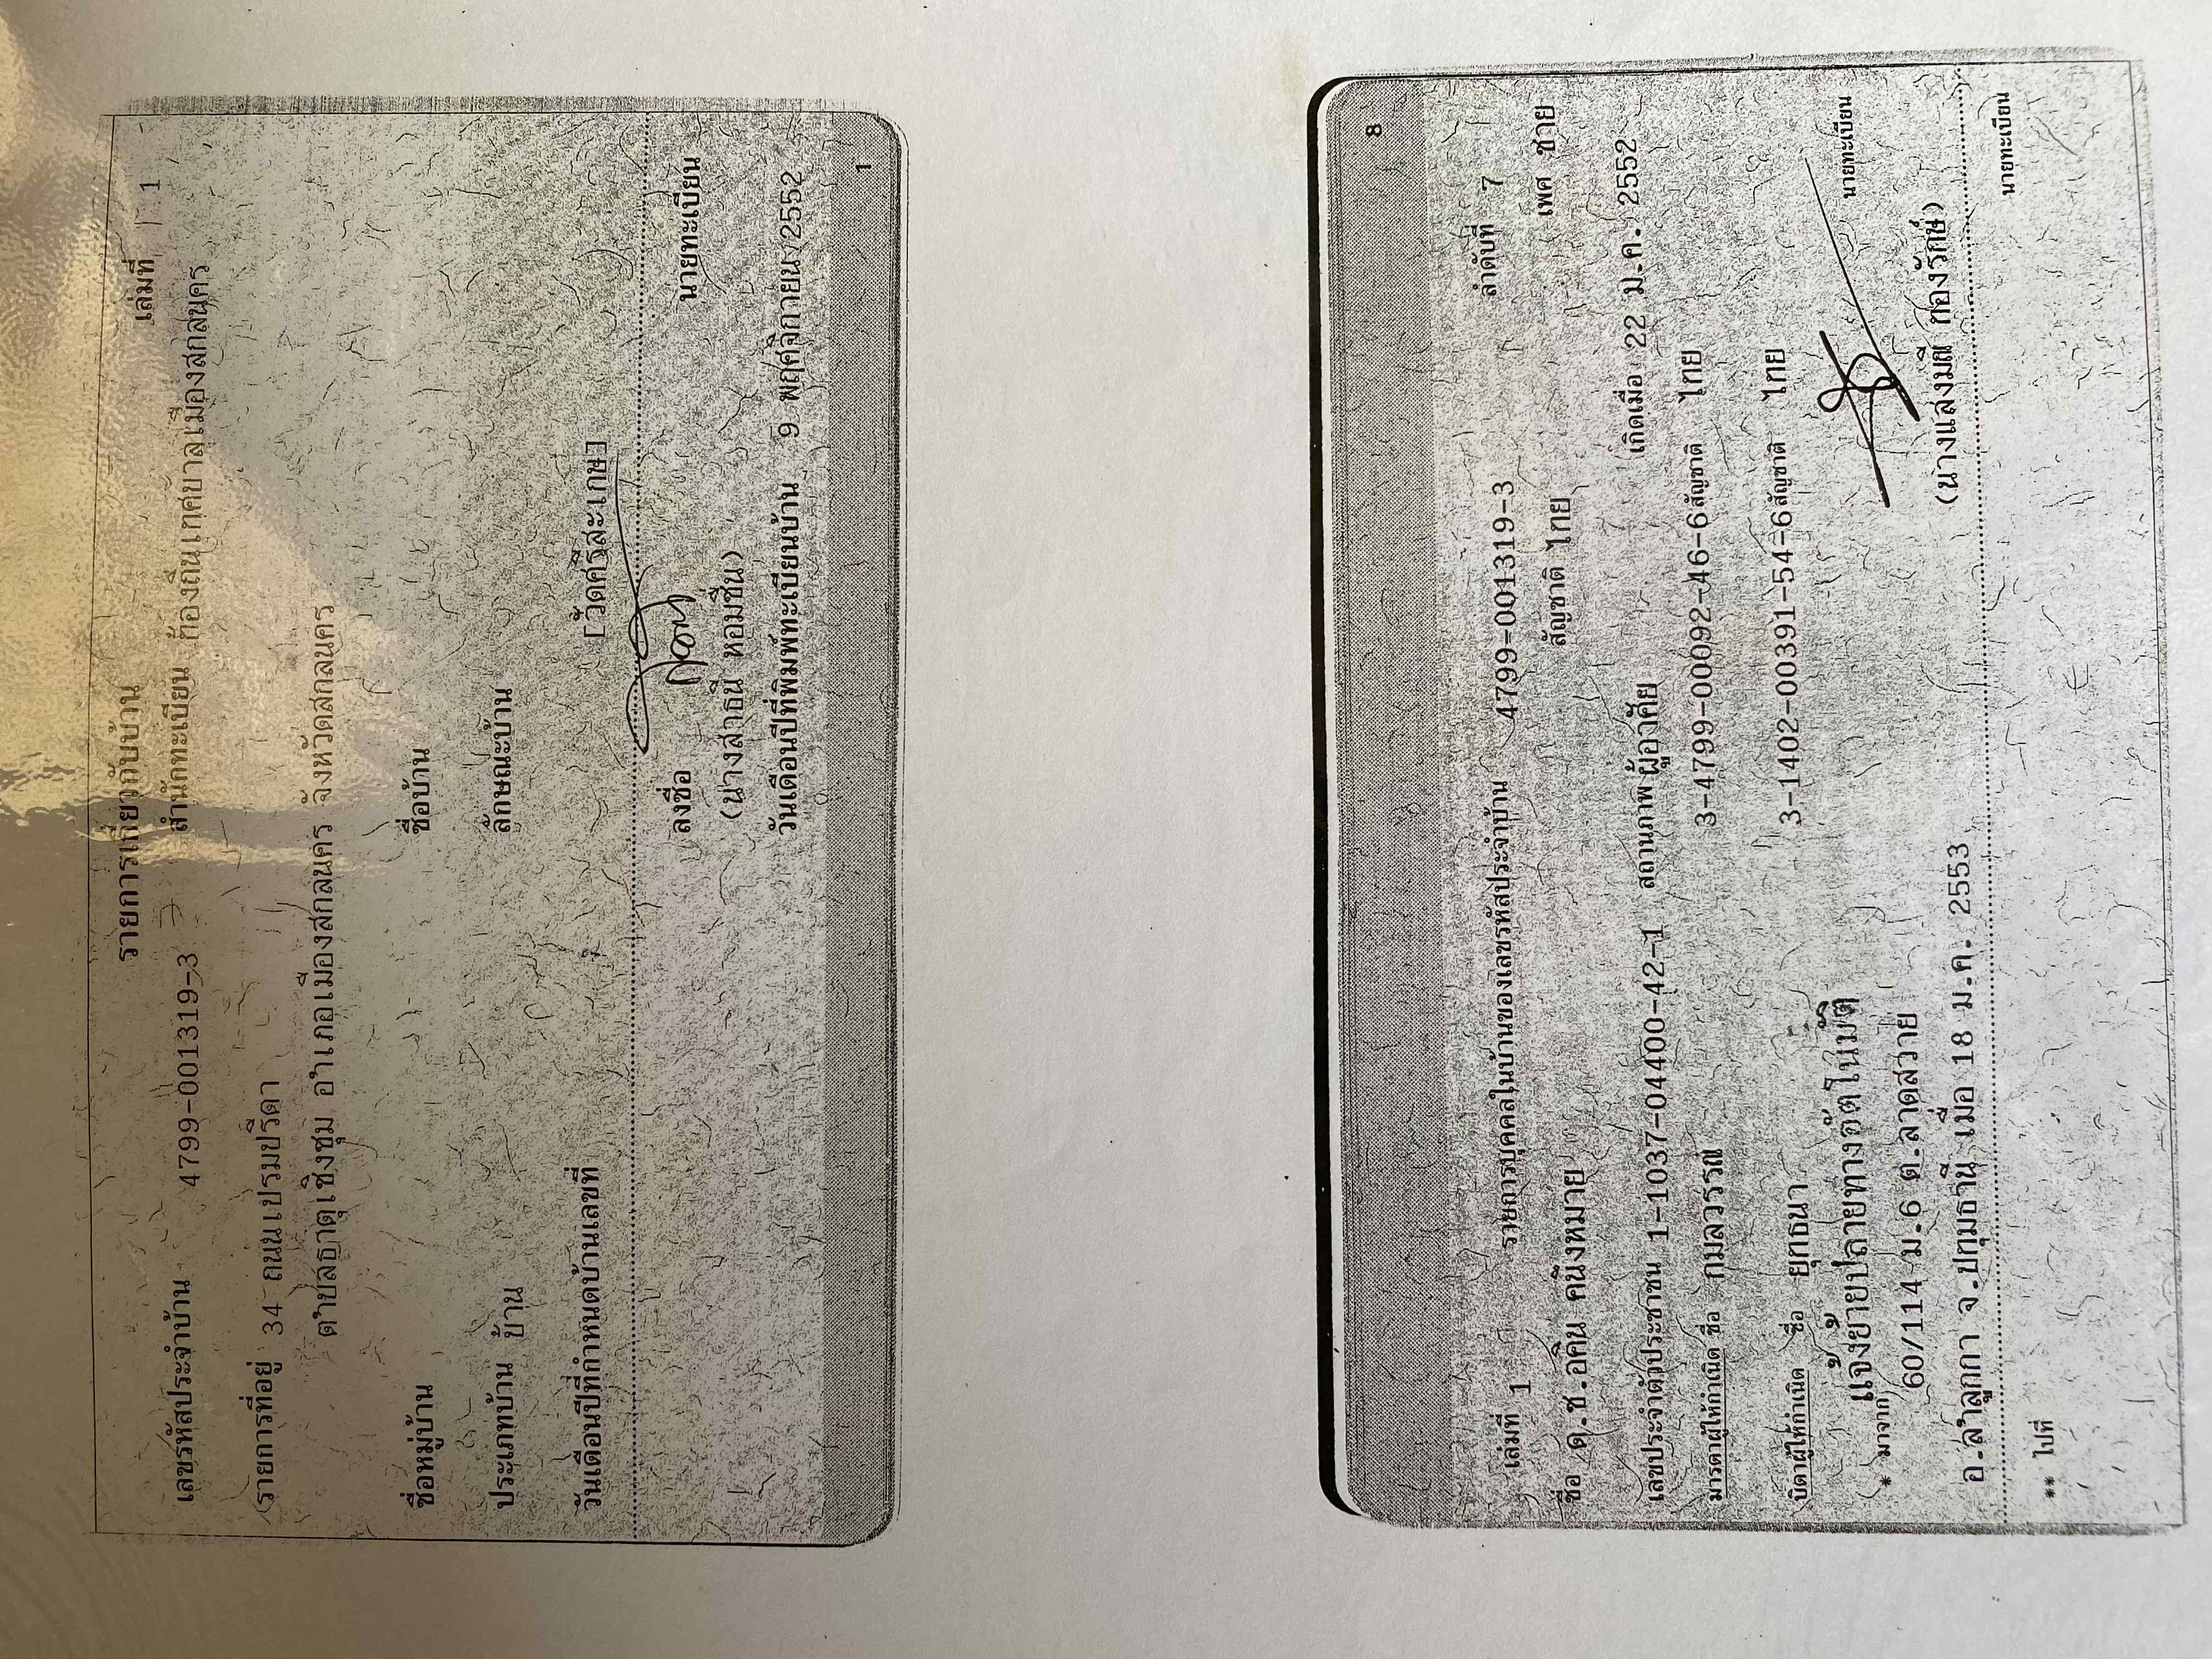 รายการเกี่ยวกับบ้าน
เล่มที่ 1
เลขรหัสประจำบ้าน 4799-001319-3 สำนักทะเบียน ท้องถิ่นเทศบาลเมืองสกลนคร
รายการที่อยู่ 34 ถนนเปรมปรีดา
ตำบลธาตุเชิงชุม อำเภอเมืองสกลนคร จังหวัดสกลนคร
ชื่อหมู่บ้าน ชื่อบ้าน
ประเภทบ้าน บ้าน ลักษณะบ้าน
วันเดือนปีที่กำหนดบ้านเลขที่ [วัดศรีสะเกษ]
ลงชื่อ นายทะเบียน
(นางสาธนี หอมชื่น)
วันเดือนปีที่พิมพ์ทะเบียนบ้าน 9 พฤศจิกายน 2552
1
8
เล่มที่ 1 รายการบุคคลในบ้านของเลขรหัสประจำบ้าน 4799-001319-3 ลำดับที่ 7
ชื่อ ด.ช.อคิน คนึงหมาย สัญชาติ ไทย เพศ ชาย
เลขประจำตัวประชาชน 1-1037-04400-42-1 สถานภาพ ผู้อาศัย เกิดเมื่อ 22 ม.ค. 2552
มารดาผู้ให้กำเนิด ชื่อ กมลวรรณ 3-4799-00092-46-6 สัญชาติ ไทย
บิดาผู้ให้กำเนิด ชื่อ ยุทธนา 3-1402-00391-54-6 สัญชาติ ไทย
* มาจาก แจ้งย้ายปลายทางอัตโนมัติ
60/114 ม.6 ต.ลาดสวาย นายทะเบียน
อ.ลำลูกกา จ.ปทุมธานี เมื่อ 18 ม.ค. 2553 (นางแสงมณี ทองรักษ์)
** ไปที่ นายทะเบียน